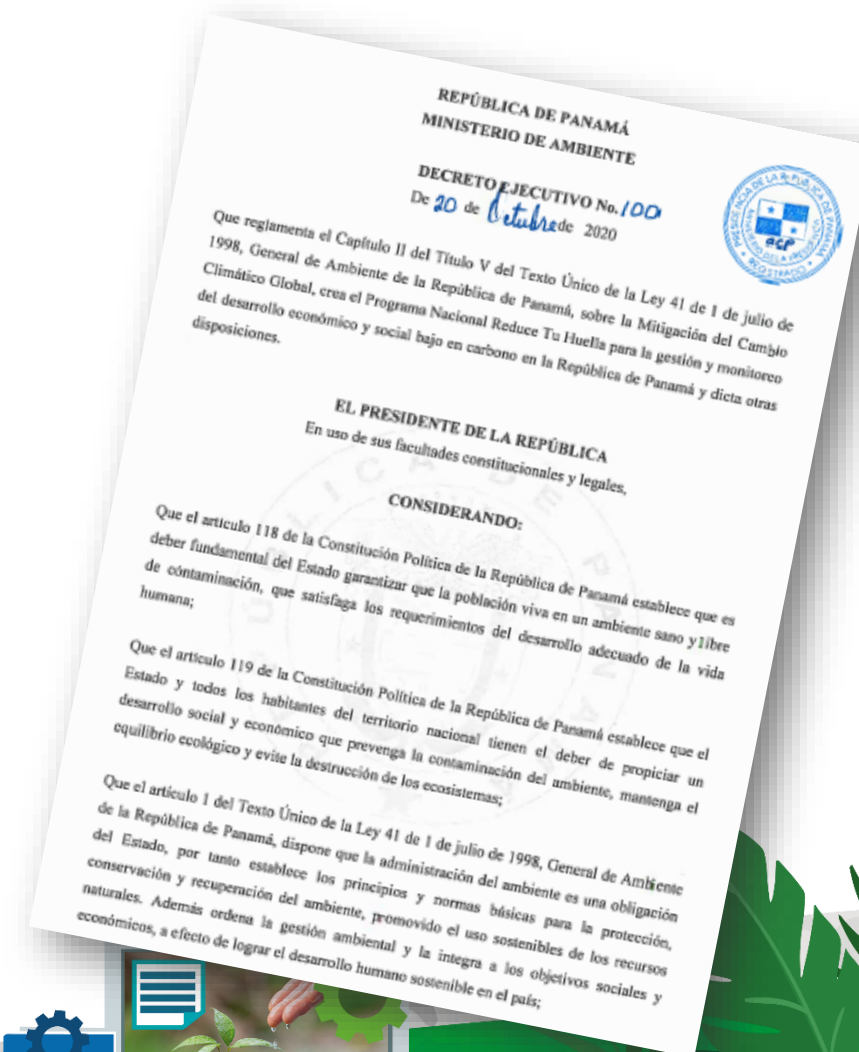 REPÚBLICA DE PANAMÁ
MINISTERIO DE AMBIENTE
DECRETO EJECUTIVO No. 100
De 20 de Octubre de 2020
PRESIDENCIA DE LA REPÚBLICA DE PANAMÁ
REGISTRADO
Que reglamenta el Capítulo II del Título V del Texto Único de la Ley 41 de 1 de julio de
1998, General de Ambiente de la República de Panamá, sobre la Mitigación del Cambio
Climático Global, crea el Programa Nacional Reduce Tu Huella para la gestión y monitoreo
del desarrollo económico y social bajo en carbono en la República de Panamá y dicta otras
disposiciones.
EL PRESIDENTE DE LA REPÚBLICA
En uso de sus facultades constitucionales y legales,
CONSIDERANDO:
Que el artículo 118 de la Constitución Política de la República de Panamá establece que es
deber fundamental del Estado garantizar que la población viva en un ambiente sano y libre
de contaminación, que satisfaga los requerimientos del desarrollo adecuado de la vida
humana;
Que el artículo 119 de la Constitución Política de la República de Panamá establece que el
Estado y todos los habitantes del territorio nacional tienen el deber de propiciar un
desarrollo social y económico que prevenga la contaminación del ambiente, mantenga el
equilibrio ecológico y evite la destrucción de los ecosistemas;
Que el artículo 1 del Texto Único de la Ley 41 de 1 de julio de 1998, General de Ambiente
de la República de Panamá, dispone que la administración del ambiente es una obligación
del Estado, por tanto establece los principios y normas básicas para la protección,
conservación y recuperación del ambiente, promovido el uso sostenibles de los recursos
naturales. Además ordena la gestión ambiental y la integra a los objetivos sociales y
económicos, a efecto de lograr el desarrollo humano sostenible en el país;